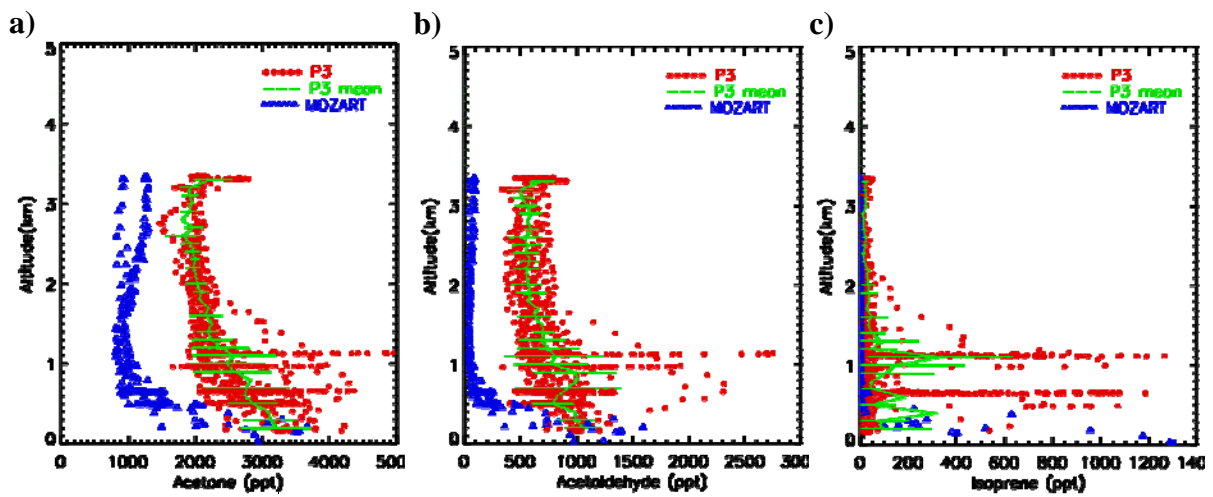 a)
5
4
3
2
1
0
Altitude(km)
P3
P3 mean
MOZART
0 1000 2000 3000 4000 500
Acetone (ppt)
b)
5
4
3
2
1
0
Altitude(km)
P3
P3 mean
MOZART
0 500 1000 1500 2000 2500 300
Acetaldehyde (ppt)
c)
5
4
3
2
1
0
Altitude(km)
P3
P3 mean
MOZART
0 200 400 600 800 1000 1200 140
Isoprene (ppt)